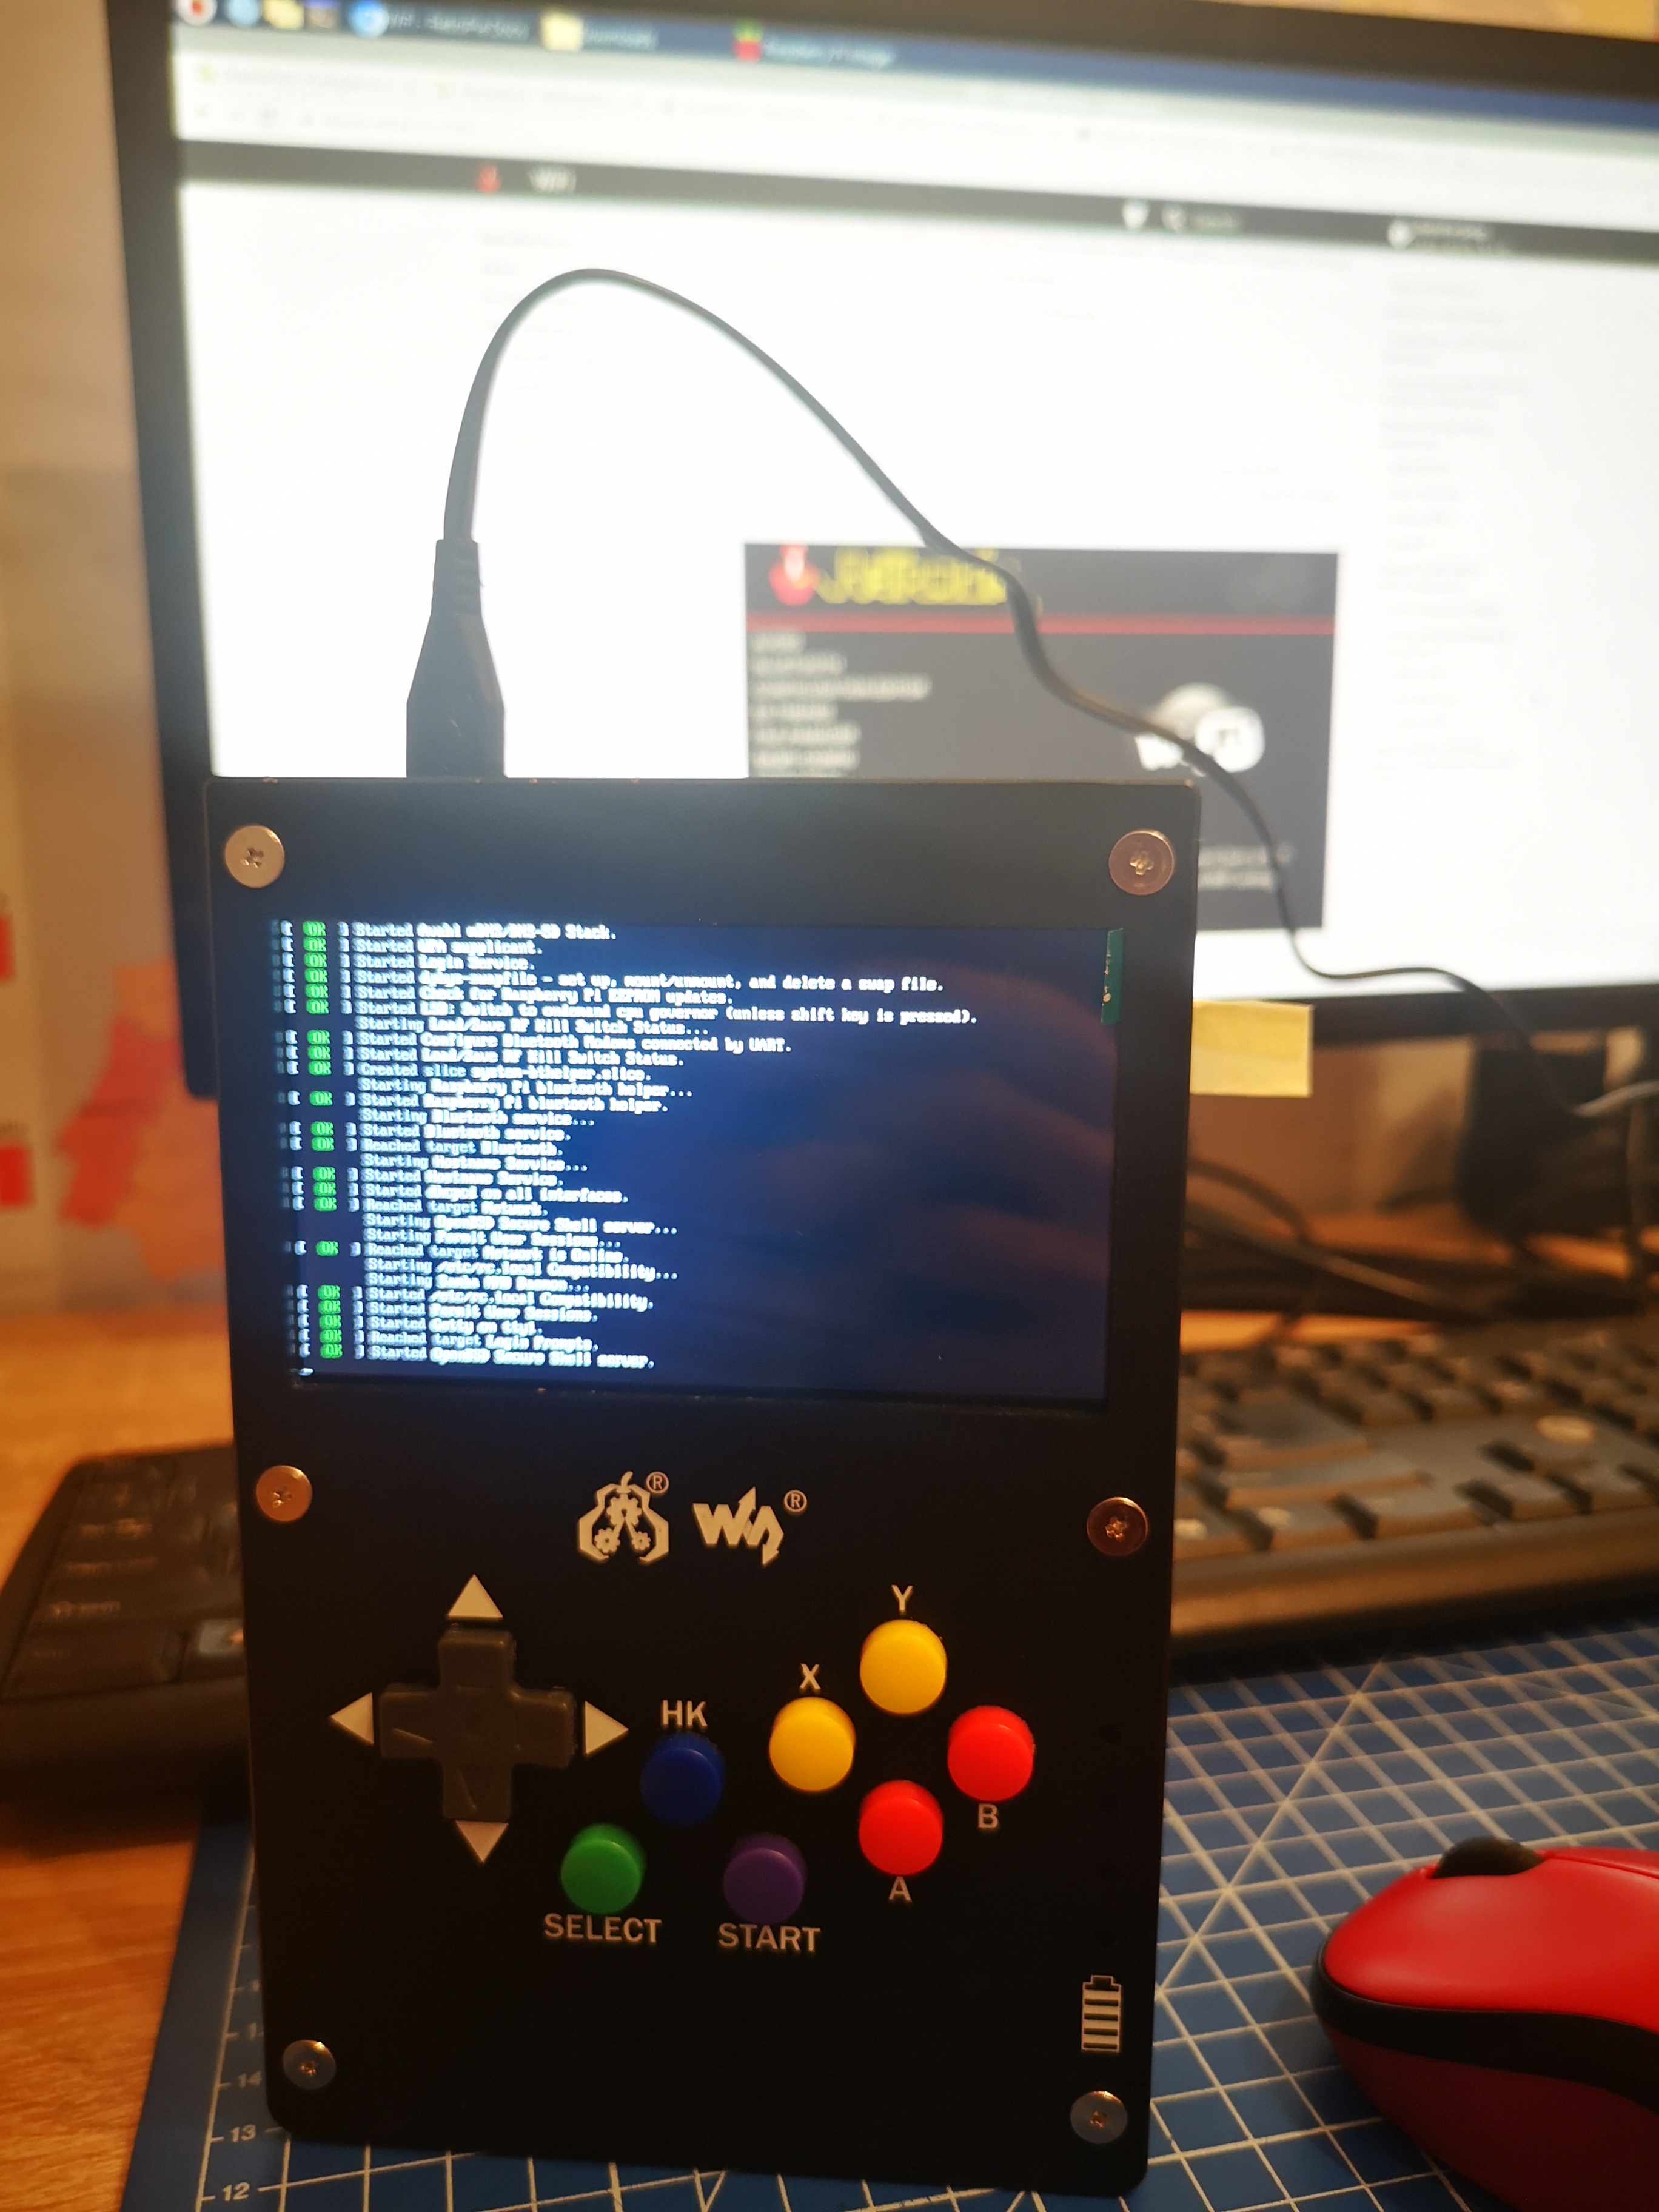 [ OK ] Started Avahi mDNS/DNS-SD Stack.
[ OK ] Started WPA supplicant.
[ OK ] Started Login Service.
[ OK ] Started dphys-swapfile - set up, mount/unmount, and delete a swap file.
[ OK ] Started Check for Raspberry Pi EEPROM updates.
[ OK ] Started LSB: Switch to ondemand cpu governor (unless shift key is pressed).
Starting Load/Save RF Kill Switch Status...
[ OK ] Started Configure Bluetooth Modems connected by UART.
[ OK ] Started Load/Save RF Kill Switch Status.
[ OK ] Created slice system-bthelper.slice.
Starting Raspberry Pi bluetooth helper...
[ OK ] Started Raspberry Pi bluetooth helper.
Starting Bluetooth service...
[ OK ] Started Bluetooth service.
[ OK ] Reached target Bluetooth.
Starting Hostname Service...
[ OK ] Started Hostname Service.
[ OK ] Started dhcpcd on all interfaces.
[ OK ] Reached target Network.
Starting OpenBSD Secure Shell server...
Starting Permit User Sessions...
[ OK ] Reached target Network is Online.
Starting /etc/rc.local Compatibility...
Starting Samba NMB Daemon...
[ OK ] Started /etc/rc.local Compatibility.
[ OK ] Started Permit User Sessions.
[ OK ] Started Getty on tty1.
[ OK ] Reached target Login Prompts.
[ OK ] Started OpenBSD Secure Shell server.
® ®
Y
X
HK
B
A
SELECT START
14
13
12